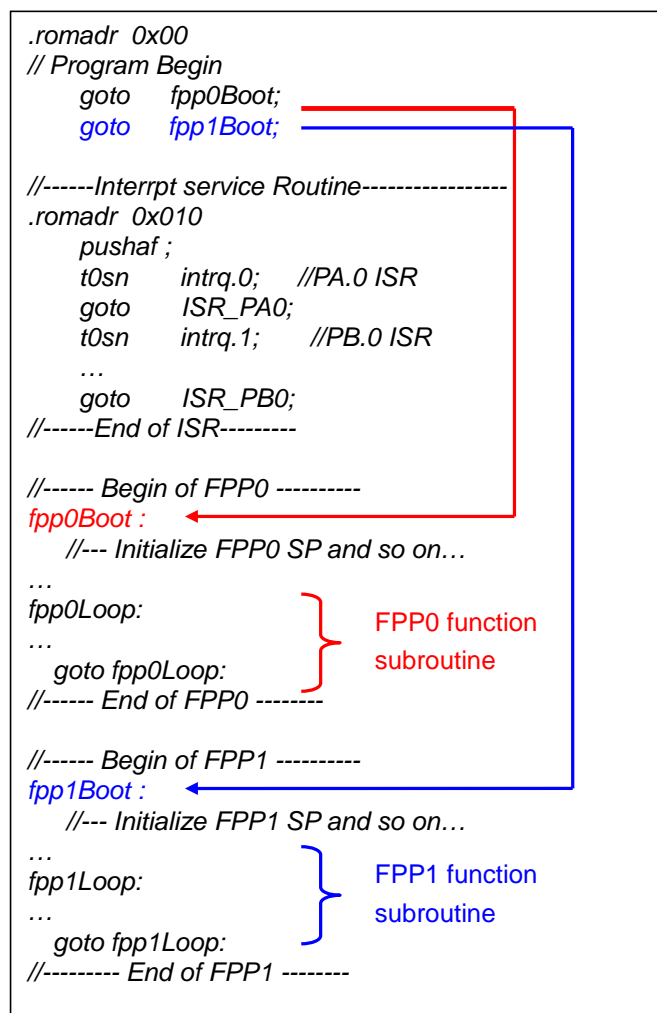 .romadr 0x00
// Program Begin
goto fpp0Boot;
goto fpp1Boot;
//------Interrpt service Routine-----------------
.romadr 0x010
pushaf ;
t0sn intrq.0; //PA.0 ISR
goto ISR_PA0;
t0sn intrq.1; //PB.0 ISR
…
goto ISR_PB0;
//------End of ISR---------
//------ Begin of FPP0 ----------
fpp0Boot :
//--- Initialize FPP0 SP and so on…
…
fpp0Loop:
…
goto fpp0Loop:
FPP0 function
subroutine
//------ End of FPP0 --------
//------ Begin of FPP1 ----------
fpp1Boot :
//--- Initialize FPP1 SP and so on…
…
fpp1Loop:
…
goto fpp1Loop:
FPP1 function
subroutine
//--------- End of FPP1 --------